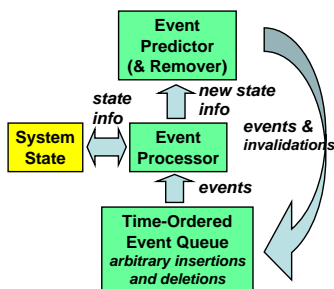 Event
Predictor
(& Remover)
state
info
new state
info
events &
invalidations
System
State
Event
Processor
events
Time-Ordered
Event Queue
arbitrary insertions
and deletions